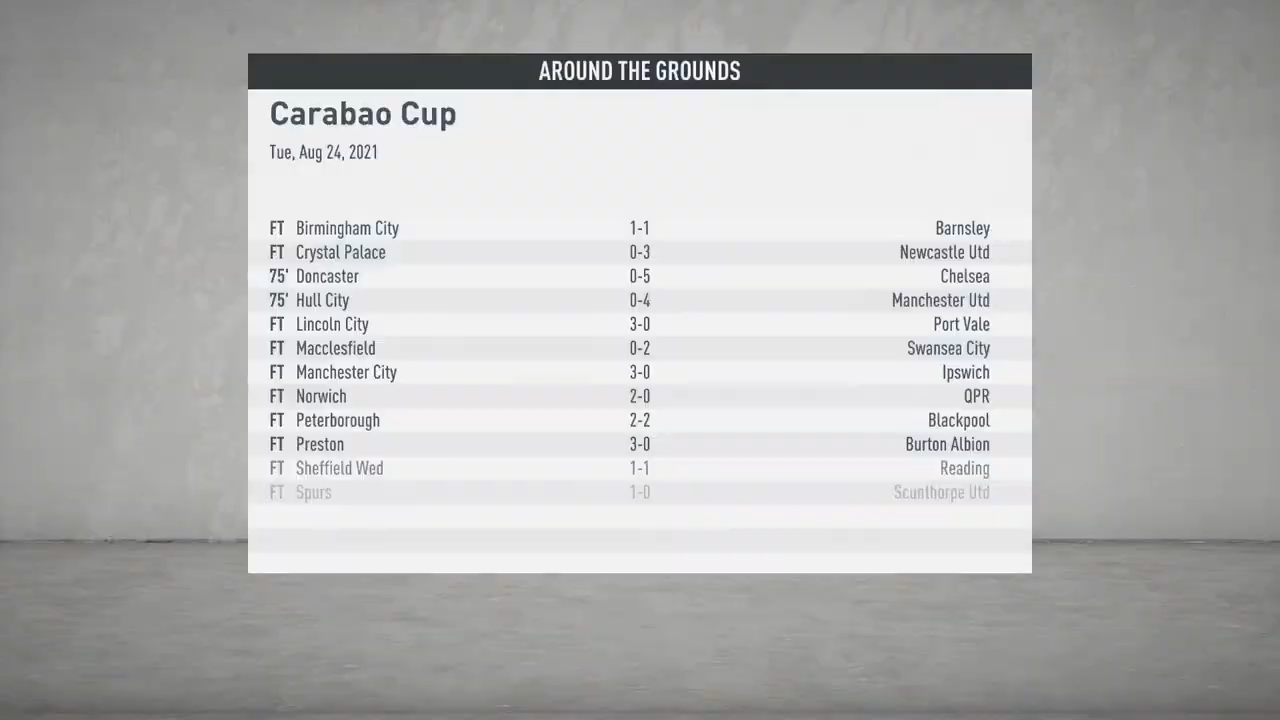 AROUND THE GROUNDS
Carabao Cup
Tue, Aug 24, 2021
FT Birmingham City 1-1 Barnsley
FT Crystal Palace 0-3 Newcastle Utd
75' Doncaster 0-5 Chelsea
75' Hull City 0-4 Manchester Utd
FT Lincoln City 3-0 Port Vale
FT Macclesfield 0-2 Swansea City
FT Manchester City 3-0 Ipswich
FT Norwich 2-0 QPR
FT Peterborough 2-2 Blackpool
FT Preston 3-0 Burton Albion
FT Sheffield Wed 1-1 Reading
FT Spurs 1-0 Scunthorpe Utd